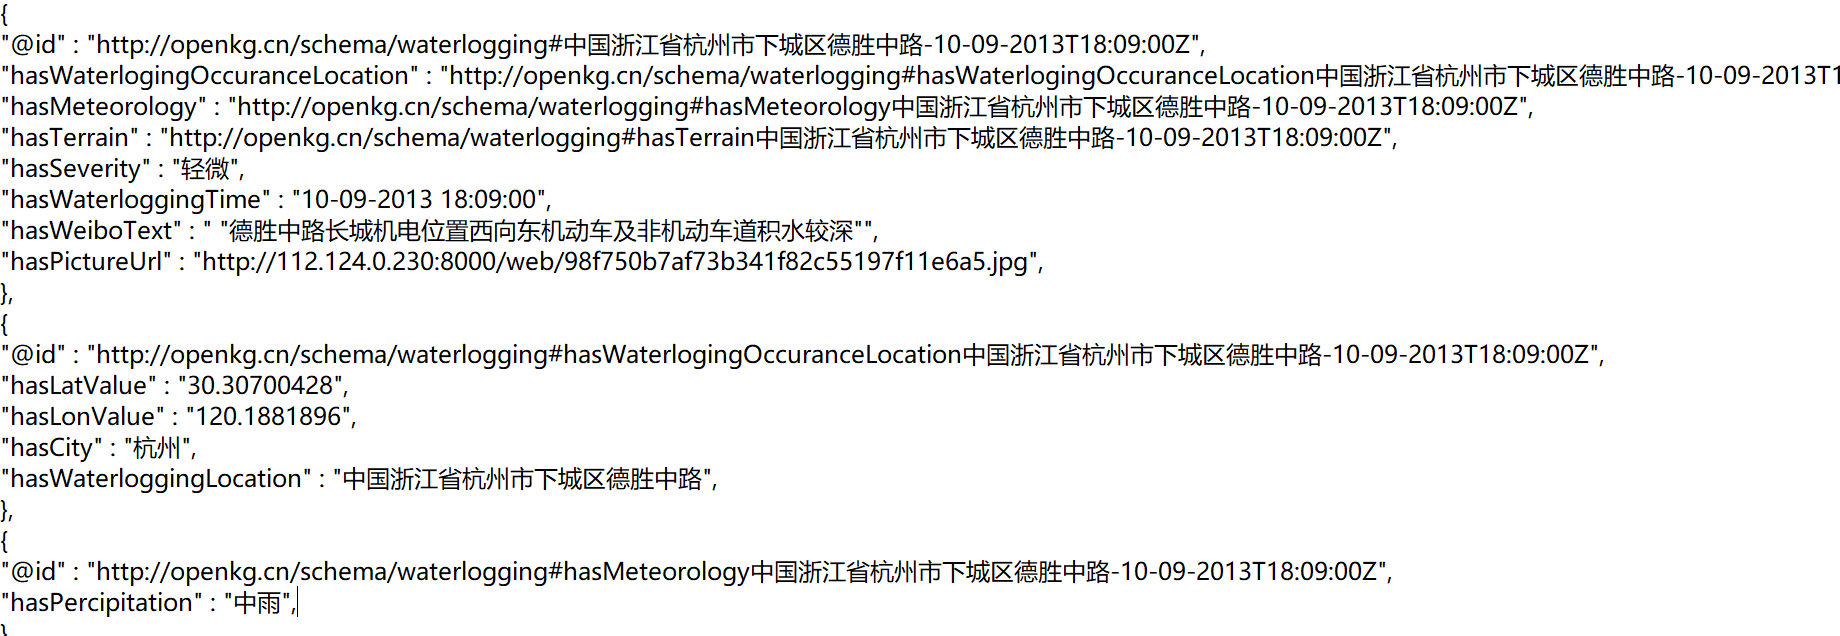 {
"@id" : "http://openkg.cn/schema/waterlogging#中国浙江省杭州市下城区德胜中路-10-09-2013T18:09:00Z",
"hasWaterlogingOccuranceLocation" : "http://openkg.cn/schema/waterlogging#hasWaterlogingOccuranceLocation中国浙江省杭州市下城区德胜中路-10-09-2013T1
"hasMeteorology" : "http://openkg.cn/schema/waterlogging#hasMeteorology中国浙江省杭州市下城区德胜中路-10-09-2013T18:09:00Z",
"hasTerrain" : "http://openkg.cn/schema/waterlogging#hasTerrain中国浙江省杭州市下城区德胜中路-10-09-2013T18:09:00Z",
"hasSeverity" : "轻微",
"hasWaterloggingTime" : "10-09-2013 18:09:00",
"hasWeiboText" : " "德胜中路长城机电位置西向东机动车及非机动车道积水较深"",
"hasPictureUrl" : "http://112.124.0.230:8000/web/98f750b7af73b341f82c55197f11e6a5.jpg",
},
{
"@id" : "http://openkg.cn/schema/waterlogging#hasWaterlogingOccuranceLocation中国浙江省杭州市下城区德胜中路-10-09-2013T18:09:00Z",
"hasLatValue" : "30.30700428",
"hasLonValue" : "120.1881896",
"hasCity" : "杭州",
"hasWaterloggingLocation" : "中国浙江省杭州市下城区德胜中路",
},
{
"@id" : "http://openkg.cn/schema/waterlogging#hasMeteorology中国浙江省杭州市下城区德胜中路-10-09-2013T18:09:00Z",
"hasPercipitation" : "中雨",
}